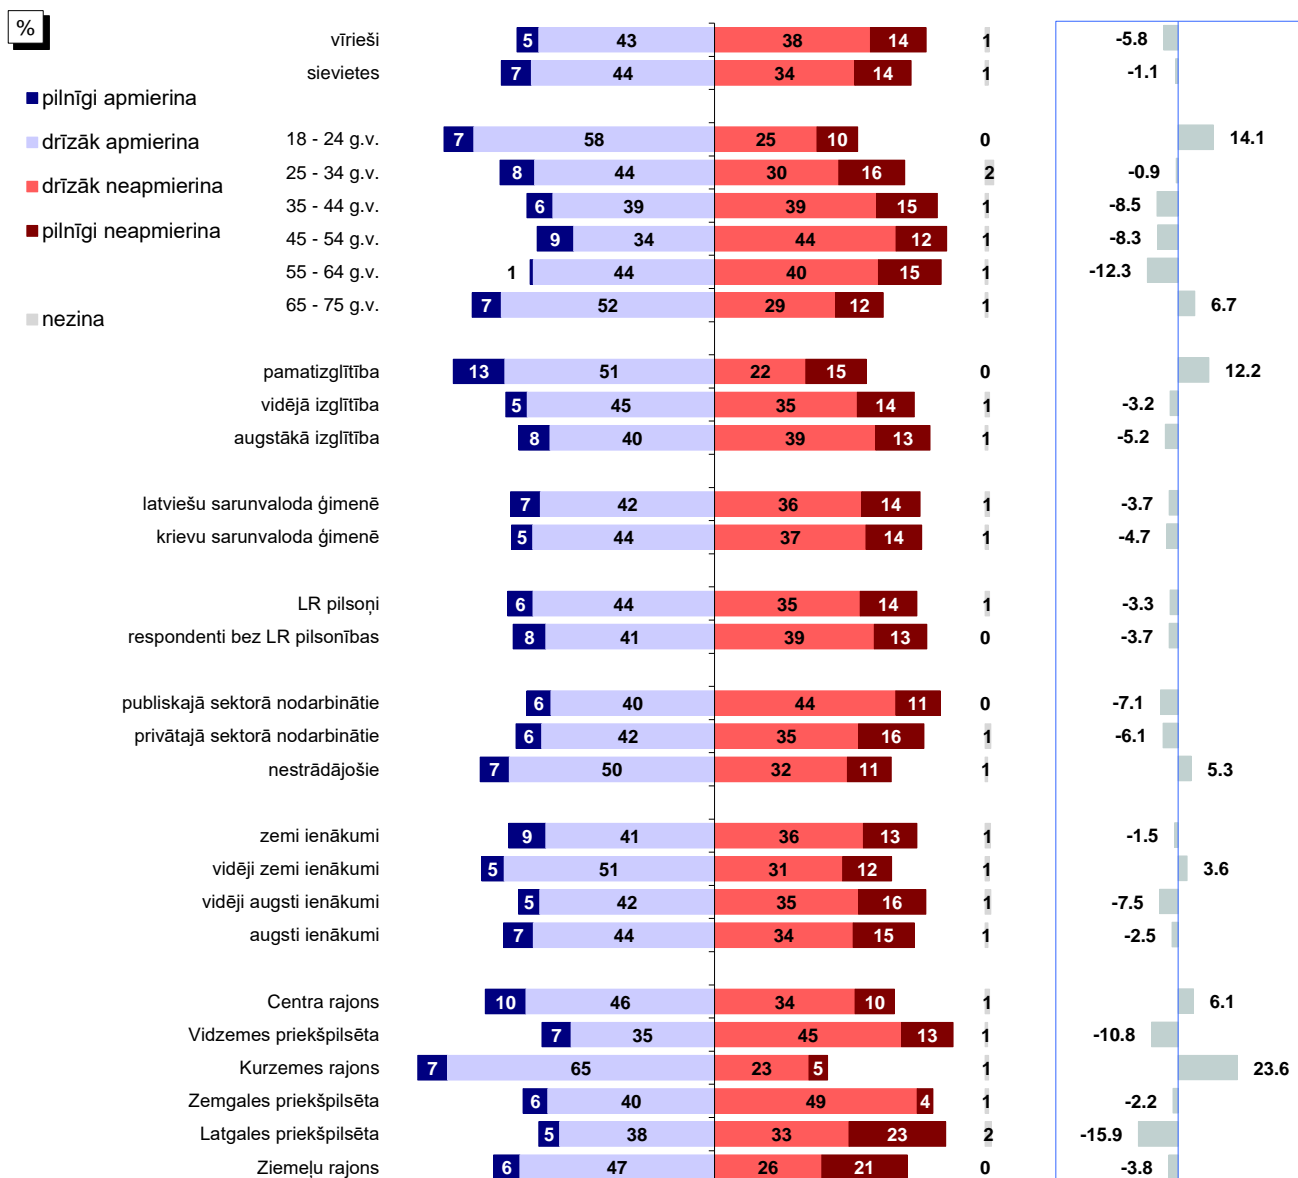 %
pilnīgi apmierina
drīzāk apmierina
drīzāk neapmierina
pilnīgi neapmierina
nezina
vīrieši 5 43 38 14 1 -5.8
sievietes 7 44 34 14 1 -1.1
18 - 24 g.v. 7 58 25 10 0 14.1
25 - 34 g.v. 8 44 30 16 2 -0.9
35 - 44 g.v. 6 39 39 15 1 -8.5
45 - 54 g.v. 9 34 44 12 1 -8.3
55 - 64 g.v. 1 44 40 15 1 -12.3
65 - 75 g.v. 7 52 29 12 1 6.7
pamatizglītība 13 51 22 15 0 12.2
vidējā izglītība 5 45 35 14 1 -3.2
augstākā izglītība 8 40 39 13 1 -5.2
latviešu sarunvaloda ģimenē 7 42 36 14 1 -3.7
krievu sarunvaloda ģimenē 5 44 37 14 1 -4.7
LR pilsoņi 6 44 35 14 1 -3.3
respondenti bez LR pilsonības 8 41 39 13 0 -3.7
publiskajā sektorā nodarbinātie 6 40 44 11 0 -7.1
privātajā sektorā nodarbinātie 6 42 35 16 1 -6.1
nestrādājošie 7 50 32 11 1 5.3
zemi ienākumi 9 41 36 13 1 -1.5
vidēji zemi ienākumi 5 51 31 12 1 3.6
vidēji augsti ienākumi 5 42 35 16 1 -7.5
augsti ienākumi 7 44 34 15 1 -2.5
Centra rajons 10 46 34 10 1 6.1
Vidzemes priekšpilsēta 7 35 45 13 1 -10.8
Kurzemes rajons 7 65 23 5 1 23.6
Zemgales priekšpilsēta 6 40 49 4 1 -2.2
Latgales priekšpilsēta 5 38 33 23 2 -15.9
Ziemeļu rajons 6 47 26 21 0 -3.8